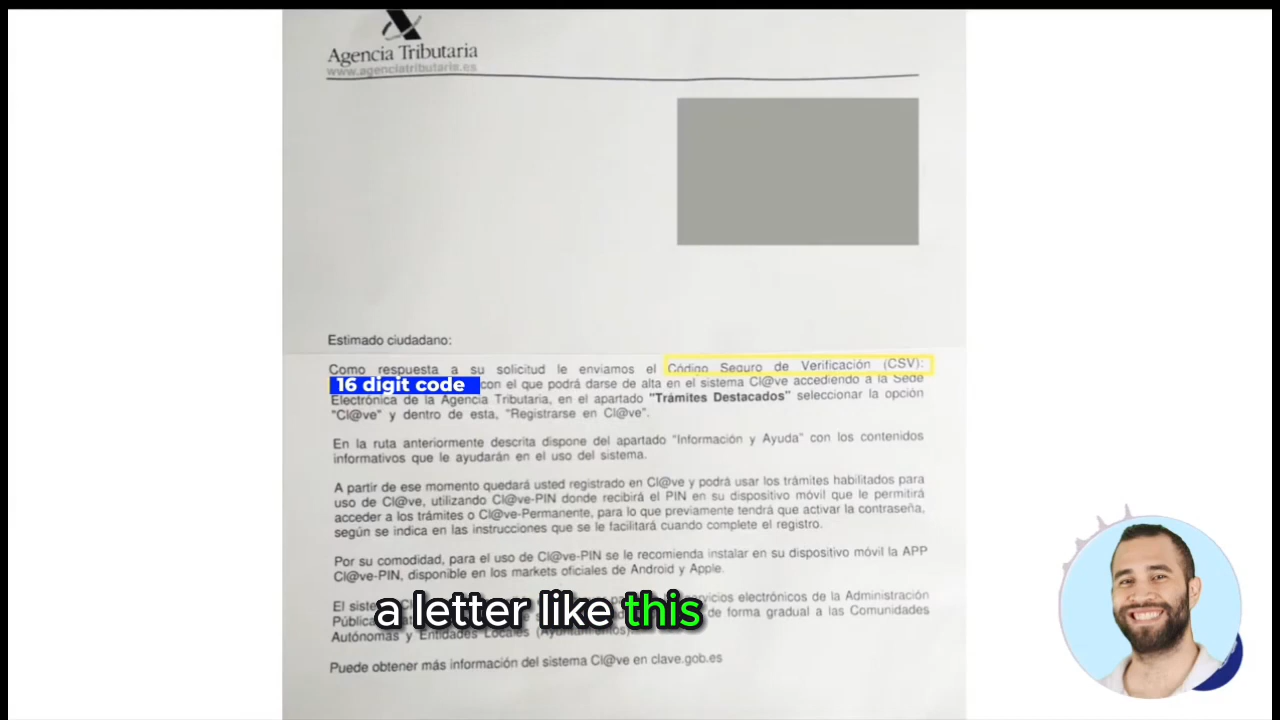 Agencia Tributaria
www.agenciatributaria.es
Estimado ciudadano:
Como respuesta a su solicitud le enviamos el Código Seguro de Verificación (CSV):
16 digit code con el que podrá darse de alta en el sistema Cl@ve accediendo a la Sede
Electrónica de la Agencia Tributaria, en el apartado "Trámites Destacados" seleccionar la opción
"Cl@ve" y dentro de esta, "Registrarse en Cl@ve".
En la ruta anteriormente descrita dispone del apartado "Información y Ayuda" con los contenidos
informativos que le ayudarán en el uso del sistema.
A partir de ese momento quedará usted registrado en Cl@ve y podrá usar los trámites habilitados para
uso de Cl@ve, utilizando Cl@ve-PIN donde recibirá el PIN en su dispositivo móvil que le permitirá
acceder a los trámites o Cl@ve-Permanente, para lo que previamente tendrá que activar la contraseña,
según se indica en las instrucciones que se le facilitará cuando complete el registro.
Por su comodidad, para el uso de Cl@ve-PIN se le recomienda instalar en su dispositivo móvil la APP
Cl@ve-PIN, disponible en los markets oficiales de Android y Apple.
El servicios electrónicos de la Administración
a letter like this
de forma gradual a las Comunidades
Autónomas y Entidades Locales
Puede obtener más información del sistema Cl@ve en clave.gob.es